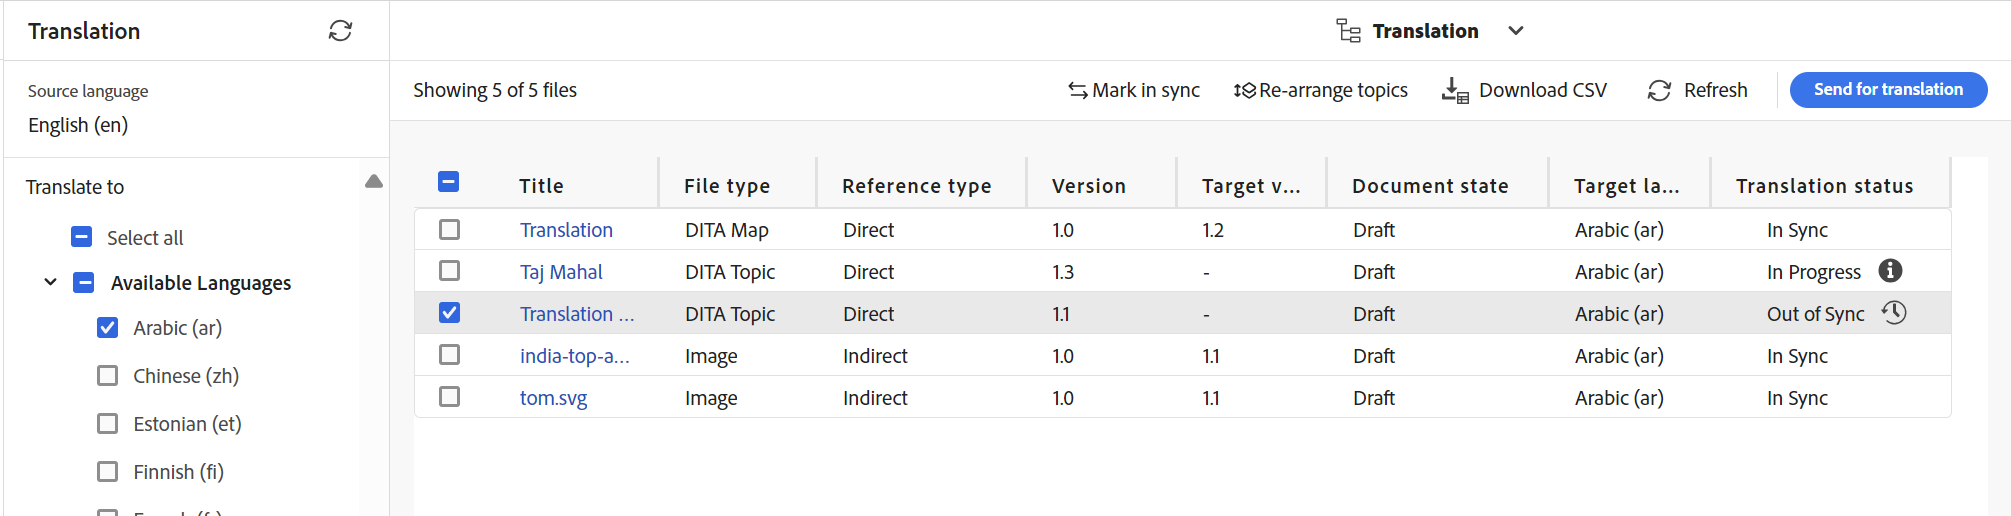 Translation
Source language
English (en)
Translate to
Select all
Available Languages
Arabic (ar)
Chinese (zh)
Estonian (et)
Finnish (fi)
Translation
Showing 5 of 5 files
Mark in sync
Re-arrange topics
Download CSV
Refresh
Send for translation
Title File type Reference type Version Target v... Document state Target la... Translation status
Translation DITA Map Direct 1.0 1.2 Draft Arabic (ar) In Sync
Taj Mahal DITA Topic Direct 1.3 - Draft Arabic (ar) In Progress
Translation ... DITA Topic Direct 1.1 - Draft Arabic (ar) Out of Sync
india-top-a... Image Indirect 1.0 1.1 Draft Arabic (ar) In Sync
tom.svg Image Indirect 1.0 1.1 Draft Arabic (ar) In Sync